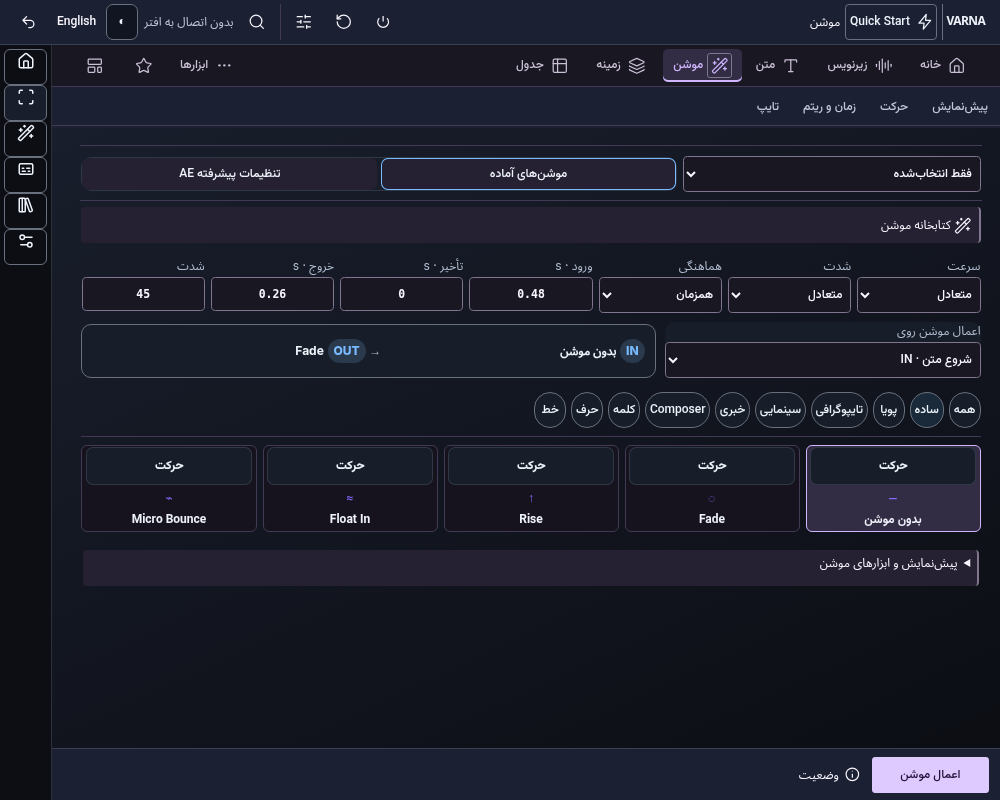 VARNA
Quick Start
موشن
بدون اتصال به افتر
English
خانه
زیرنویس
متن
موشن
زمینه
جدول
ابزارها
پیش‌نمایش
حرکت
زمان و ریتم
تایپ
فقط انتخاب‌شده
موشن‌های آماده
تنظیمات پیشرفته AE
کتابخانه موشن
سرعت
شدت
هماهنگی
ورود · s
تأخیر · s
خروج · s
شدت
متعادل
متعادل
همزمان
0.48
0
0.26
45
اعمال موشن روی
شروع متن · IN
IN بدون موشن
→ OUT Fade
همه
ساده
پویا
تایپوگرافی
سینمایی
خبری
Composer
کلمه
حرف
خط
حرکت
بدون موشن
حرکت
Fade
حرکت
Rise
حرکت
Float In
حرکت
Micro Bounce
پیش‌نمایش و ابزارهای موشن
اعمال موشن
وضعیت